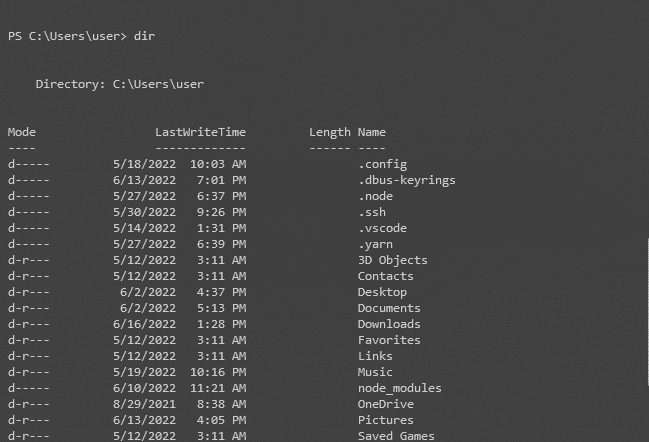 PS C:\Users\user> dir
    Directory: C:\Users\user
Mode                 LastWriteTime         Length Name
----                 -------------         ------ ----
d-----         5/18/2022  10:03 AM                .config
d-----         6/13/2022   7:01 PM                .dbus-keyrings
d-----         5/27/2022   6:37 PM                .node
d-----         5/30/2022   9:26 PM                .ssh
d-----         5/14/2022   1:31 PM                .vscode
d-----         5/27/2022   6:39 PM                .yarn
d-r---         5/12/2022   3:11 AM                3D Objects
d-r---         5/12/2022   3:11 AM                Contacts
d-r---          6/2/2022   4:37 PM                Desktop
d-r---          6/2/2022   5:13 PM                Documents
d-r---         6/16/2022   1:28 PM                Downloads
d-r---         5/12/2022   3:11 AM                Favorites
d-r---         5/12/2022   3:11 AM                Links
d-r---         5/19/2022  10:16 PM                Music
d-----         6/10/2022  11:21 AM                node_modules
d-r---         8/29/2021   8:38 AM                OneDrive
d-r---         6/13/2022   4:05 PM                Pictures
d-r---         5/12/2022   3:11 AM                Saved Games